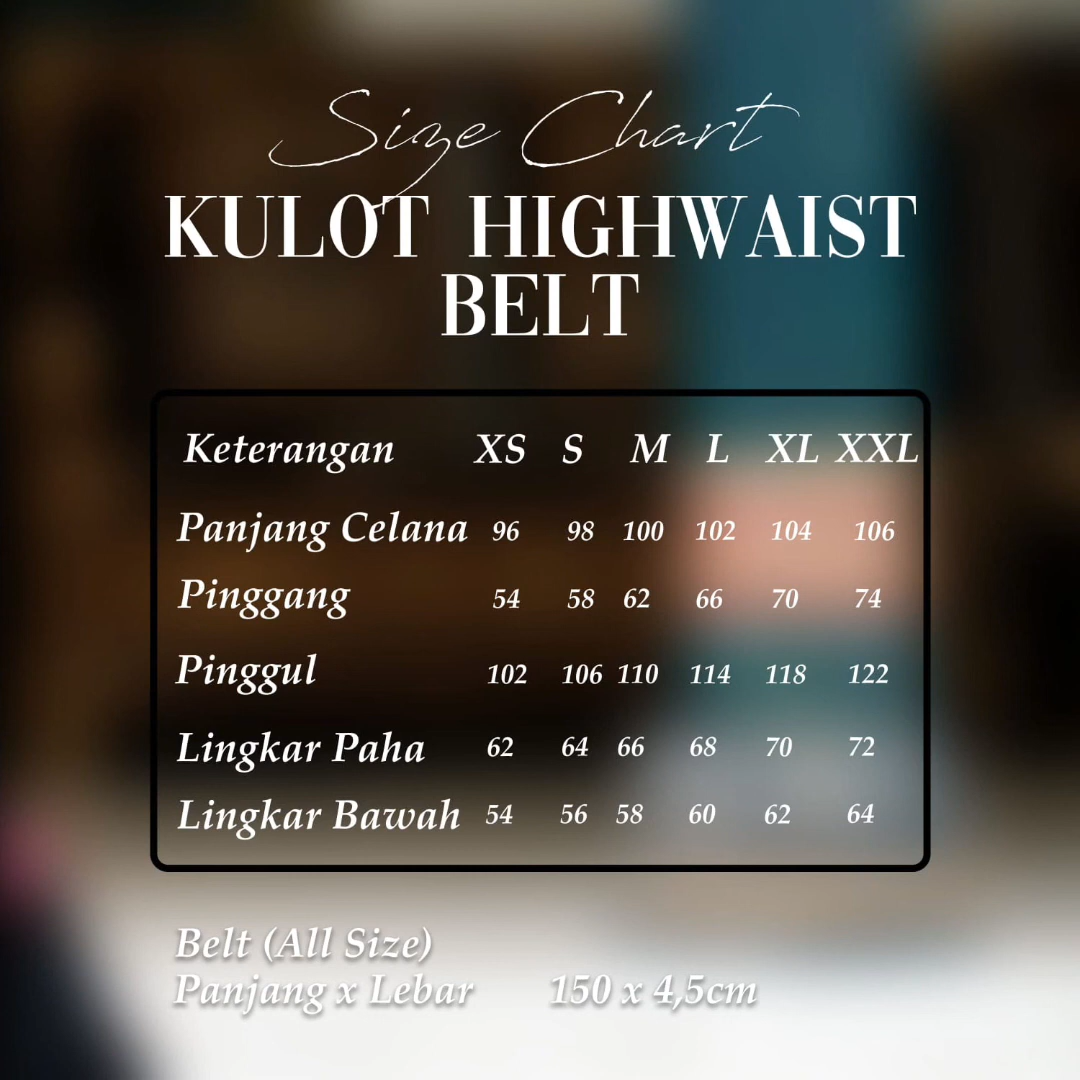 Size Chart
KULOT HIGHWAIST
BELT
Keterangan XS S M L XL XXL
Panjang Celana 96 98 100 102 104 106
Pinggang 54 58 62 66 70 74
Pinggul 102 106 110 114 118 122
Lingkar Paha 62 64 66 68 70 72
Lingkar Bawah 54 56 58 60 62 64
Belt (All Size)
Panjang x Lebar 150 x 4,5cm